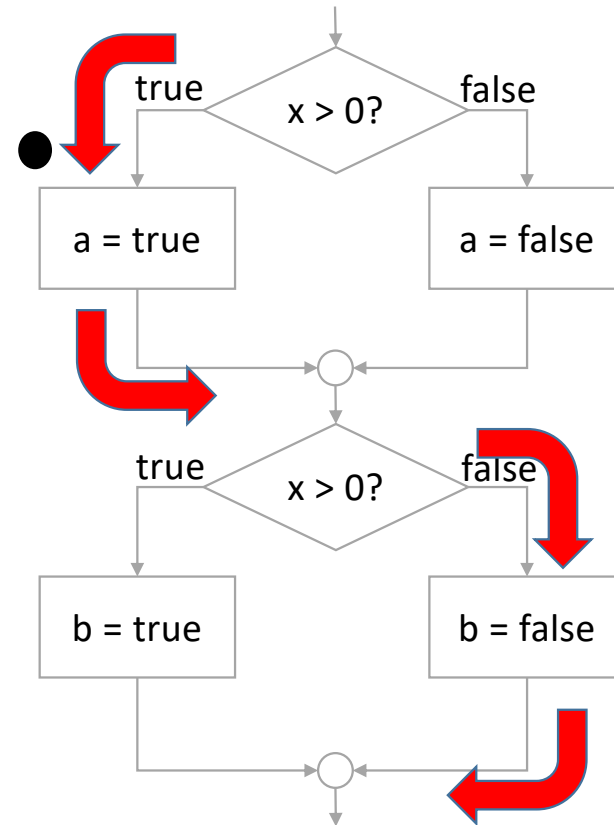 true
x > 0?
false
a = true
a = false
true
x > 0?
false
b = true
b = false